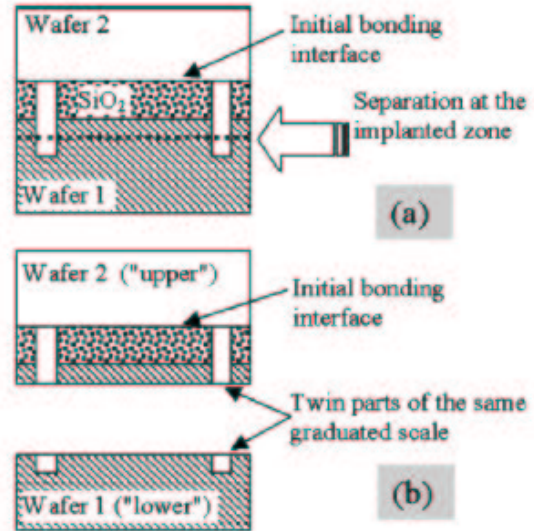 Wafer 2
Initial bonding
interface
SiO2
Separation at the
implanted zone
Wafer 1
(a)
Wafer 2 ("upper")
Initial bonding
interface
Twin parts of the same
graduated scale
Wafer 1 ("lower")
(b)